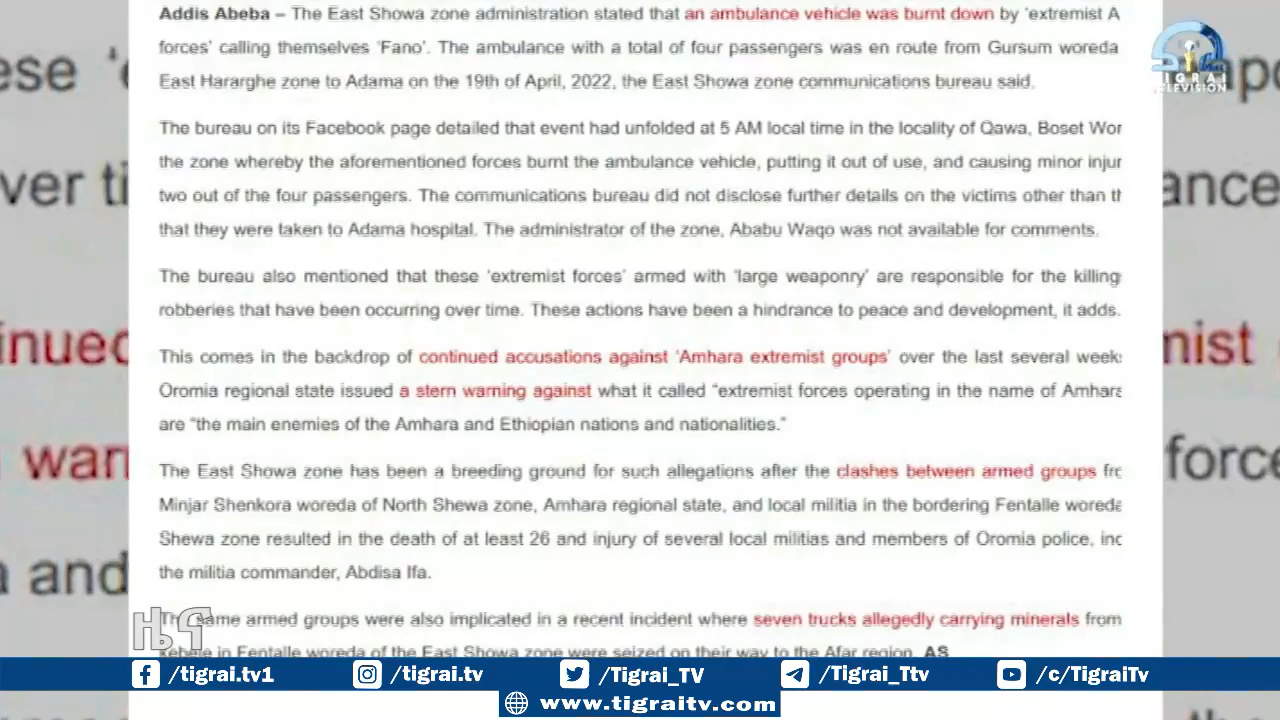 Addis Abeba – The East Showa zone administration stated that an ambulance vehicle was burnt down by ‘extremist A
forces’ calling themselves ‘Fano’. The ambulance with a total of four passengers was en route from Gursum woreda
East Hararghe zone to Adama on the 19th of April, 2022, the East Showa zone communications bureau said.
The bureau on its Facebook page detailed that event had unfolded at 5 AM local time in the locality of Qawa, Boset Wor
the zone whereby the aforementioned forces burnt the ambulance vehicle, putting it out of use, and causing minor injur
two out of the four passengers. The communications bureau did not disclose further details on the victims other than th
that they were taken to Adama hospital. The administrator of the zone, Ababu Waqo was not available for comments.
The bureau also mentioned that these ‘extremist forces’ armed with ‘large weaponry’ are responsible for the killing
robberies that have been occurring over time. These actions have been a hindrance to peace and development, it adds.
This comes in the backdrop of continued accusations against ‘Amhara extremist groups’ over the last several week
Oromia regional state issued a stern warning against what it called “extremist forces operating in the name of Amhara
are “the main enemies of the Amhara and Ethiopian nations and nationalities.”
The East Showa zone has been a breeding ground for such allegations after the clashes between armed groups fro
Minjar Shenkora woreda of North Shewa zone, Amhara regional state, and local militia in the bordering Fentalle woreda
Shewa zone resulted in the death of at least 26 and injury of several local militias and members of Oromia police, inc
the militia commander, Abdisa Ifa.
The same armed groups were also implicated in a recent incident where seven trucks allegedly carrying minerals from
kebele in Fentalle woreda of the East Showa zone were seized on their way to the Afar region. AS
TIGRAI
TELEVISION
ዜና
/tigrai.tv1
/tigrai.tv
/Tigrai_TV
/Tigrai_Ttv
/c/TigraiTv
www.tigraitv.com